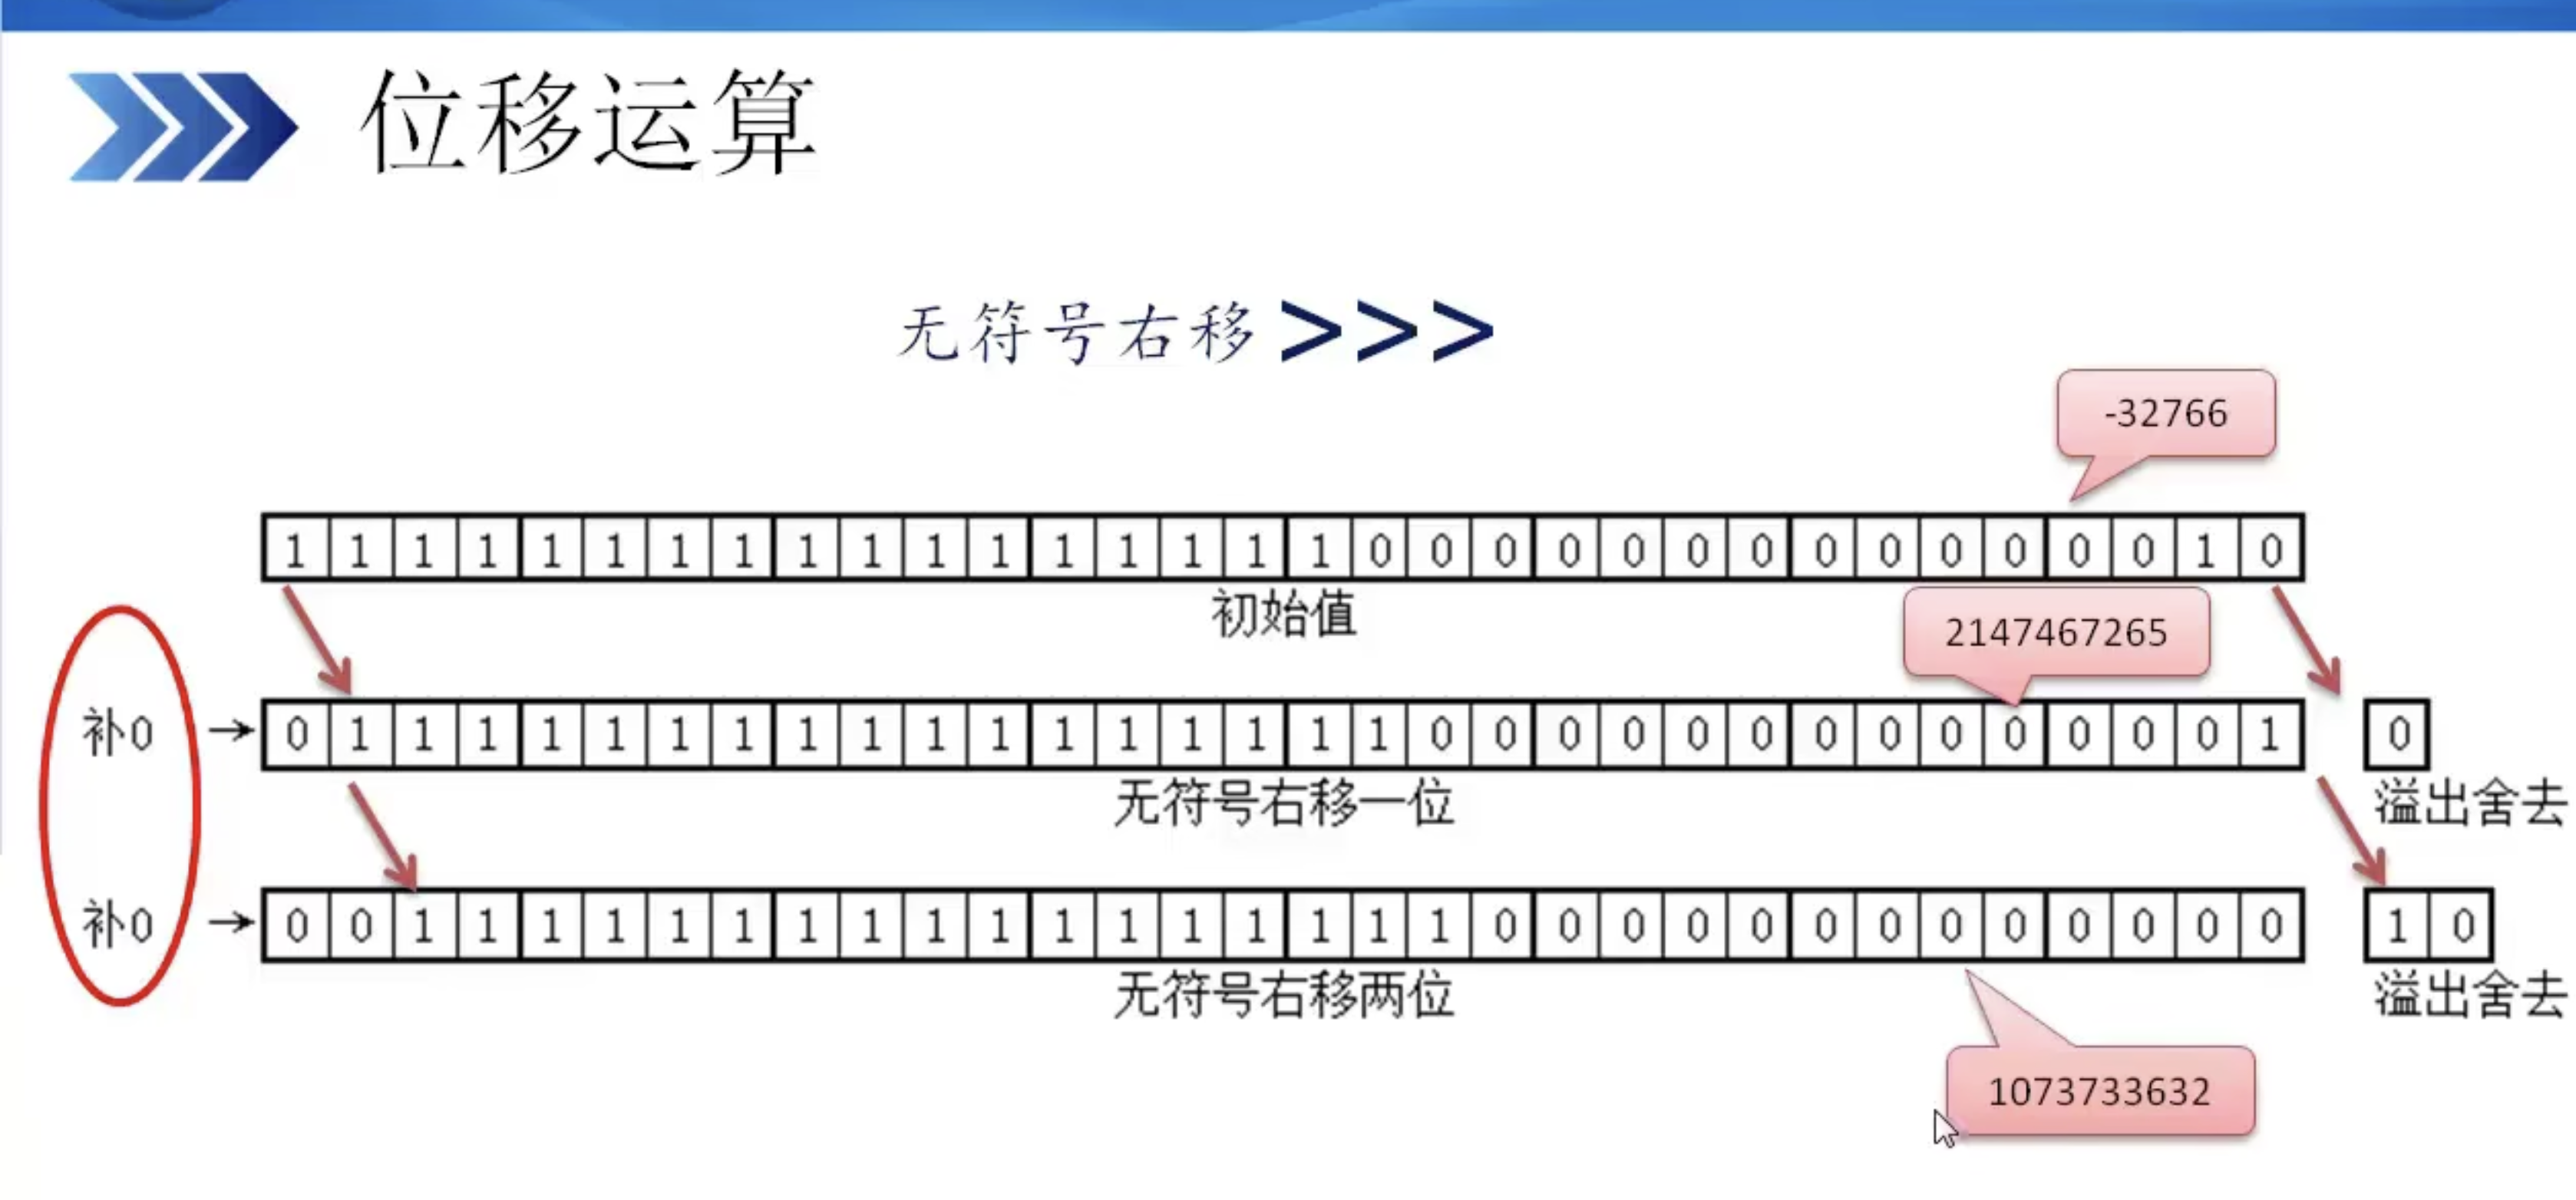 位移运算
无符号右移>>>
-32766
1 1 1 1 1 1 1 1 1 1 1 1 1 1 1 1 1 0 0 0 0 0 0 0 0 0 0 0 0 0 1 0
初始值
2147467265
补0 → 0 1 1 1 1 1 1 1 1 1 1 1 1 1 1 1 1 1 0 0 0 0 0 0 0 0 0 0 0 0 0 1 0
无符号右移一位 溢出舍去
补0 → 0 0 1 1 1 1 1 1 1 1 1 1 1 1 1 1 1 1 1 0 0 0 0 0 0 0 0 0 0 0 0 0 1 0
无符号右移两位 溢出舍去
1073733632